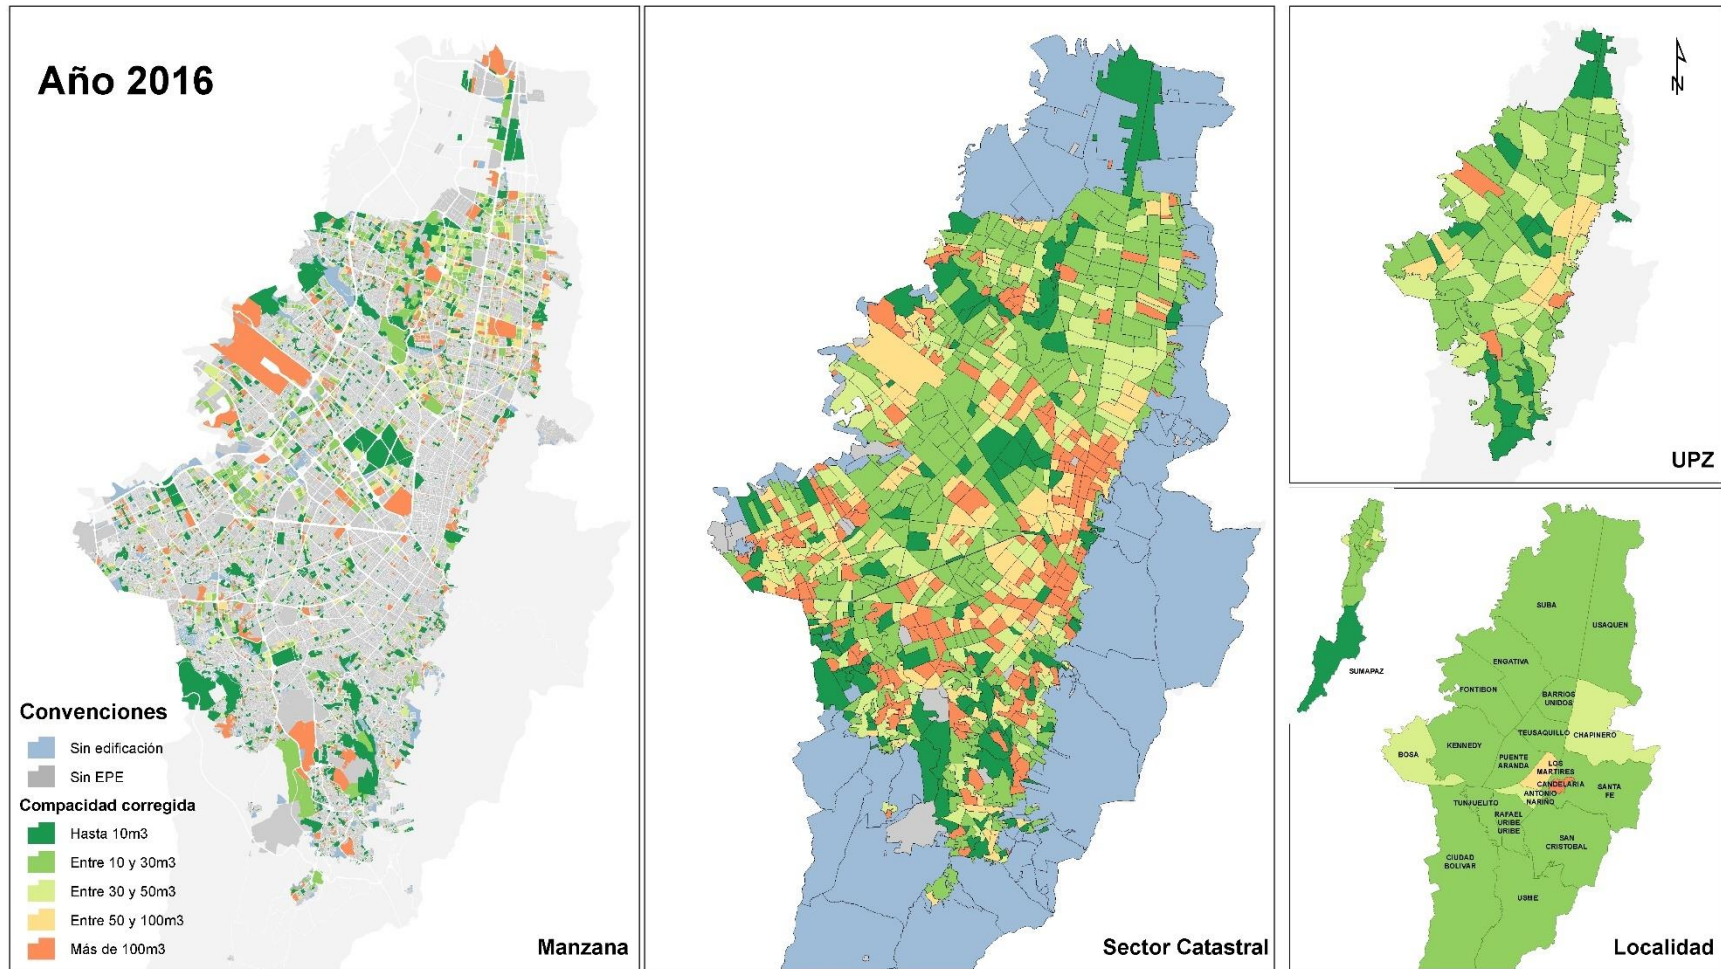 Año 2016
Convenciones
Sin edificación
Sin EPE
Compacidad corregida
Hasta 10m3
Entre 10 y 30m3
Entre 30 y 50m3
Entre 50 y 100m3
Más de 100m3
Manzana
Sector Catastral
N
UPZ
SUMAPAZ
SUBA
USAQUEN
ENGATIVA
FONTIBON
BARRIOS
UNIDOS
TEUSAQUILLO
CHAPINERO
BOSA
KENNEDY
PUENTE
ARANDA
LOS
MARTIRES
CANDELARIA
SANTA
FE
ANTONIO
NARIÑO
TUNJUELITO
RAFAEL
URIBE
URIBE
SAN
CRISTOBAL
CIUDAD
BOLIVAR
USME
Localidad